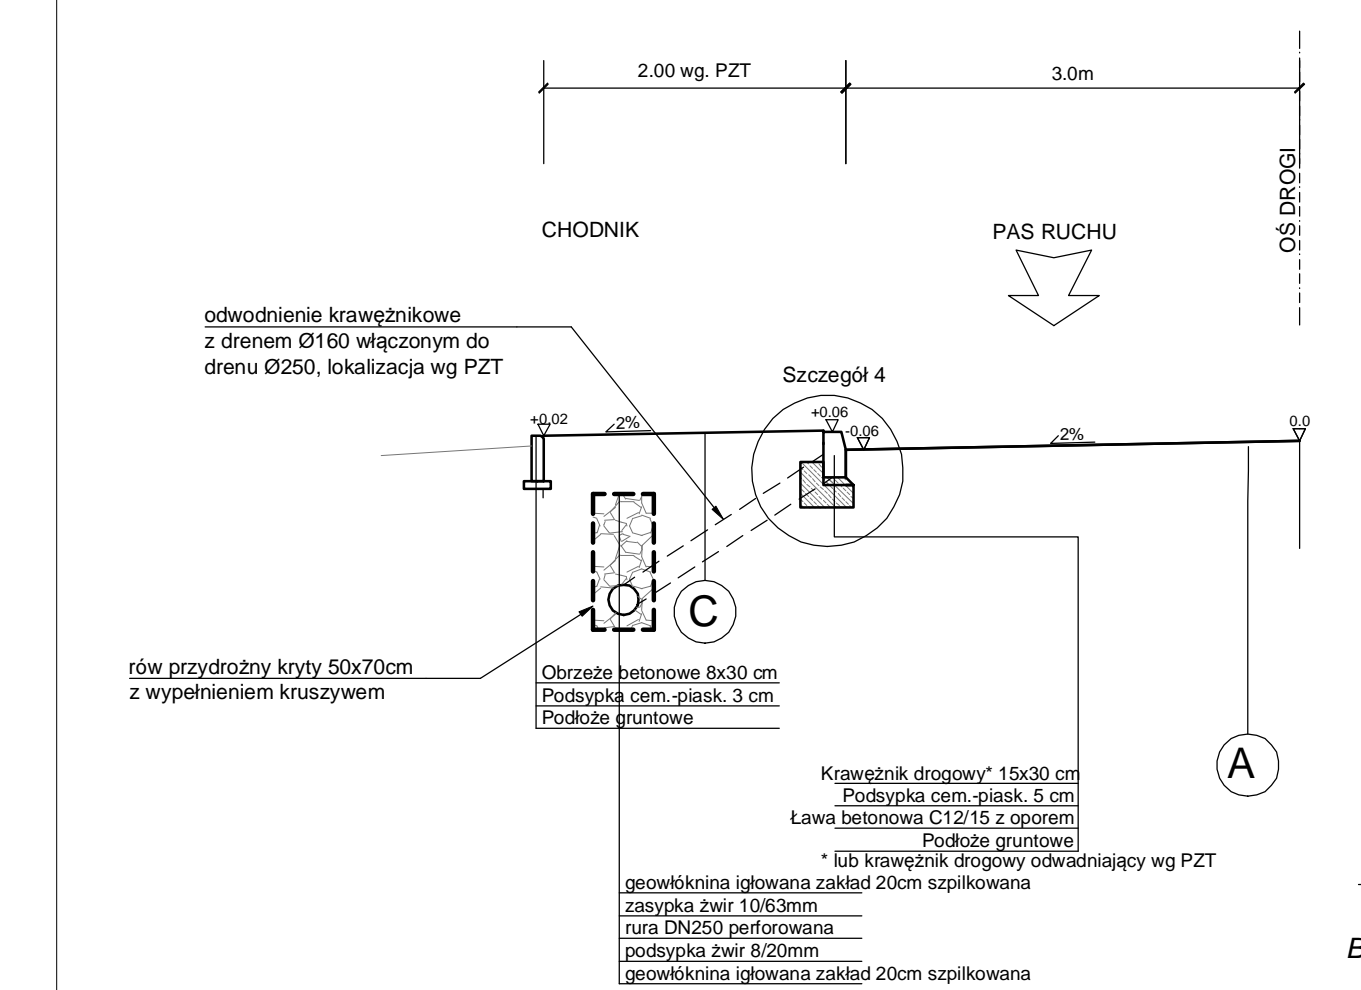 2.00 wg. PZT
3.0m
OŚ DROGI
CHODNIK
PAS RUCHU
odwodnienie krawężnikowe
z drenem Ø160 włączonym do
drenu Ø250, lokalizacja wg PZT
Szczegół 4
+0.02
2%
+0.06
-0.06
2%
0.0
C
rów przydrożny kryty 50x70cm
z wypełnieniem kruszywem
Obrzeże betonowe 8x30 cm
Podsypka cem.-piask. 3 cm
Podłoże gruntowe
A
Krawężnik drogowy* 15x30 cm
Podsypka cem.-piask. 5 cm
Ława betonowa C12/15 z oporem
Podłoże gruntowe
* lub krawężnik drogowy odwadniający wg PZT
geowłóknina igłowana zakład 20cm szpilkowana
zasypka żwir 10/63mm
rura DN250 perforowana
podsypka żwir 8/20mm
geowłóknina igłowana zakład 20cm szpilkowana